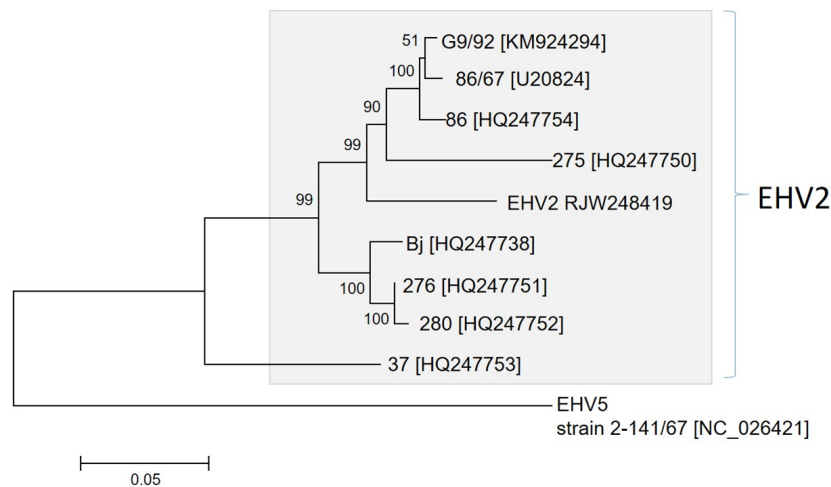 51
G9/92 [KM924294]
100
86/67 [U20824]
90
86 [HQ247754]
99
275 [HQ247750]
99
EHV2 RJW248419
EHV2
Bj [HQ247738]
100
276 [HQ247751]
100
280 [HQ247752]
37 [HQ247753]
EHV5
strain 2-141/67 [NC_026421]
0.05